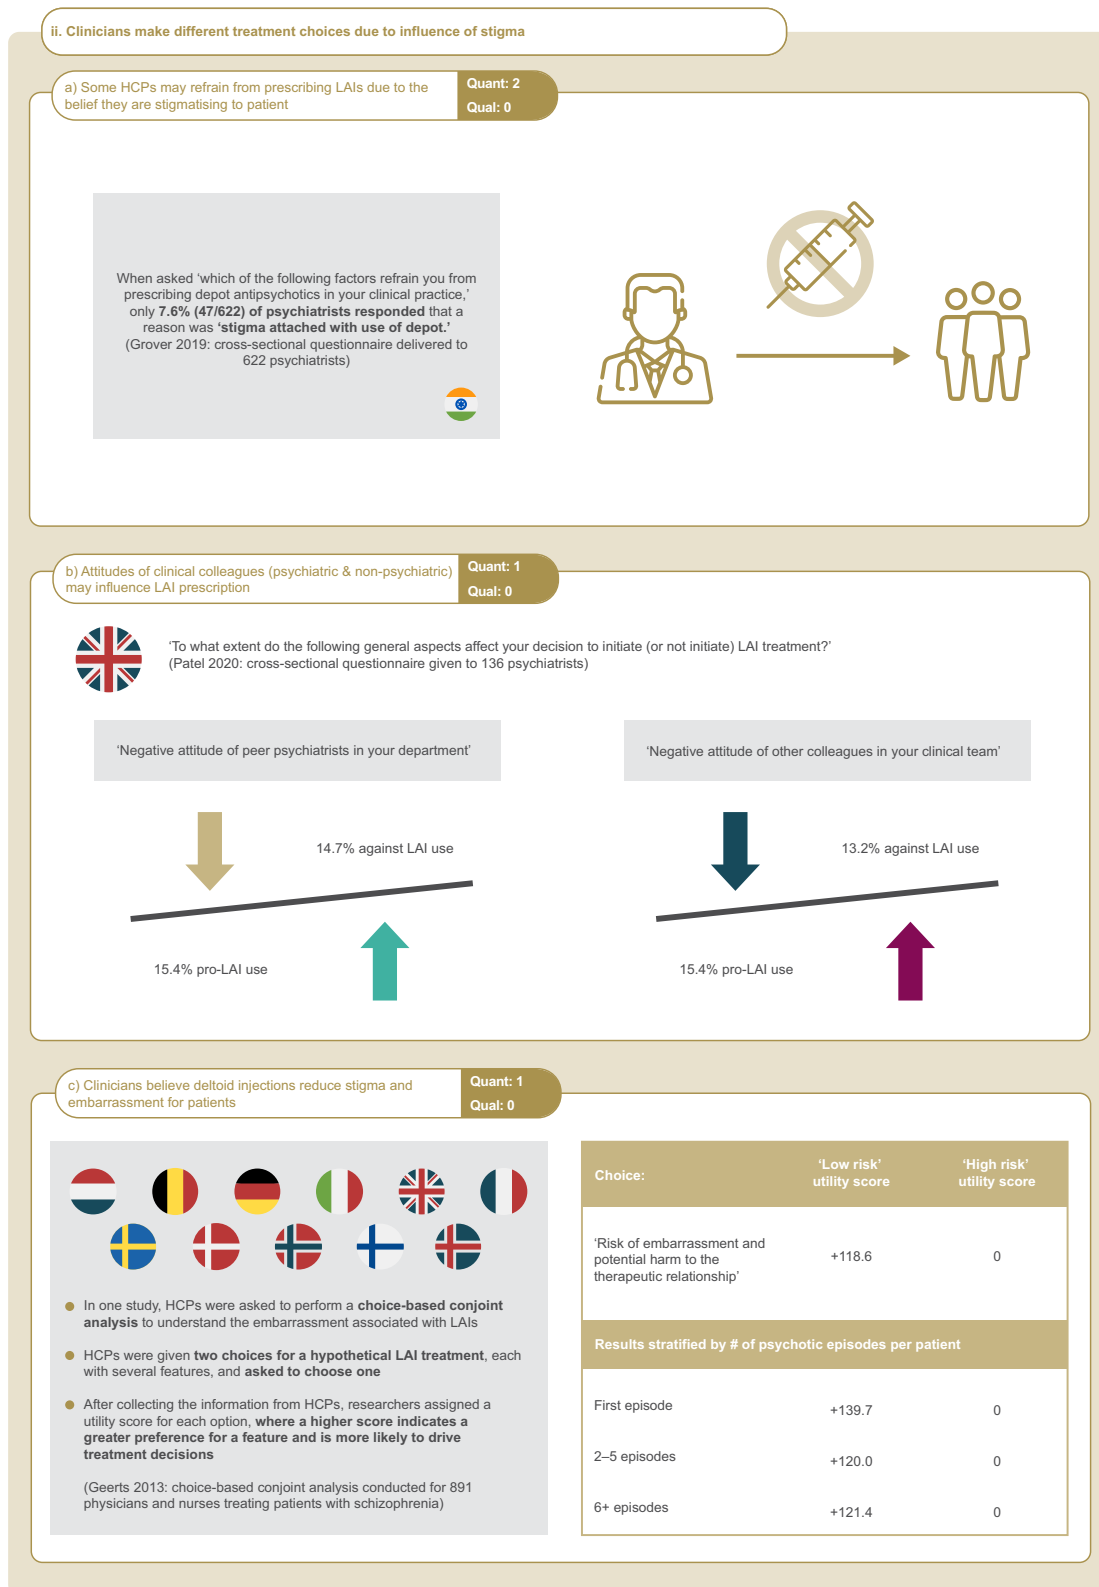 ii. Clinicians make different treatment choices due to influence of stigma
a) Some HCPs may refrain from prescribing LAIs due to the
belief they are stigmatising to patient
Quant: 2
Qual: 0
When asked ‘which of the following factors refrain you from
prescribing depot antipsychotics in your clinical practice,’
only 7.6% (47/622) of psychiatrists responded that a
reason was ‘stigma attached with use of depot.’
(Grover 2019: cross-sectional questionnaire delivered to
622 psychiatrists)
b) Attitudes of clinical colleagues (psychiatric & non-psychiatric)
may influence LAI prescription
Quant: 1
Qual: 0
‘To what extent do the following general aspects affect your decision to initiate (or not initiate) LAI treatment?’
(Patel 2020: cross-sectional questionnaire given to 136 psychiatrists)
‘Negative attitude of peer psychiatrists in your department’
14.7% against LAI use
15.4% pro-LAI use
‘Negative attitude of other colleagues in your clinical team’
13.2% against LAI use
15.4% pro-LAI use
c) Clinicians believe deltoid injections reduce stigma and
embarrassment for patients
Quant: 1
Qual: 0
In one study, HCPs were asked to perform a choice-based conjoint
analysis to understand the embarrassment associated with LAIs
HCPs were given two choices for a hypothetical LAI treatment, each
with several features, and asked to choose one
After collecting the information from HCPs, researchers assigned a
utility score for each option, where a higher score indicates a
greater preference for a feature and is more likely to drive
treatment decisions
(Geerts 2013: choice-based conjoint analysis conducted for 891
physicians and nurses treating patients with schizophrenia)
Choice:
‘Low risk’
utility score
‘High risk’
utility score
‘Risk of embarrassment and
potential harm to the
therapeutic relationship’
+118.6
0
Results stratified by # of psychotic episodes per patient
First episode
+139.7
0
2–5 episodes
+120.0
0
6+ episodes
+121.4
0